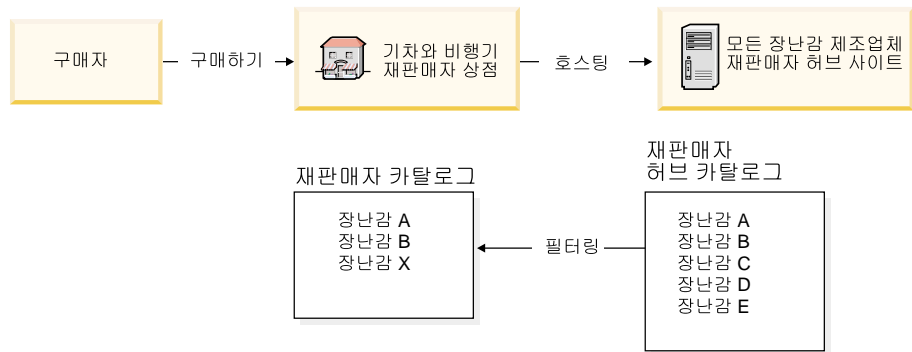 구매자
구매하기
기차와 비행기
재판매자 상점
호스팅
모든 장난감 제조업체
재판매자 허브 사이트
재판매자 카탈로그
장난감 A
장난감 B
장난감 X
필터링
재판매자
허브 카탈로그
장난감 A
장난감 B
장난감 C
장난감 D
장난감 E